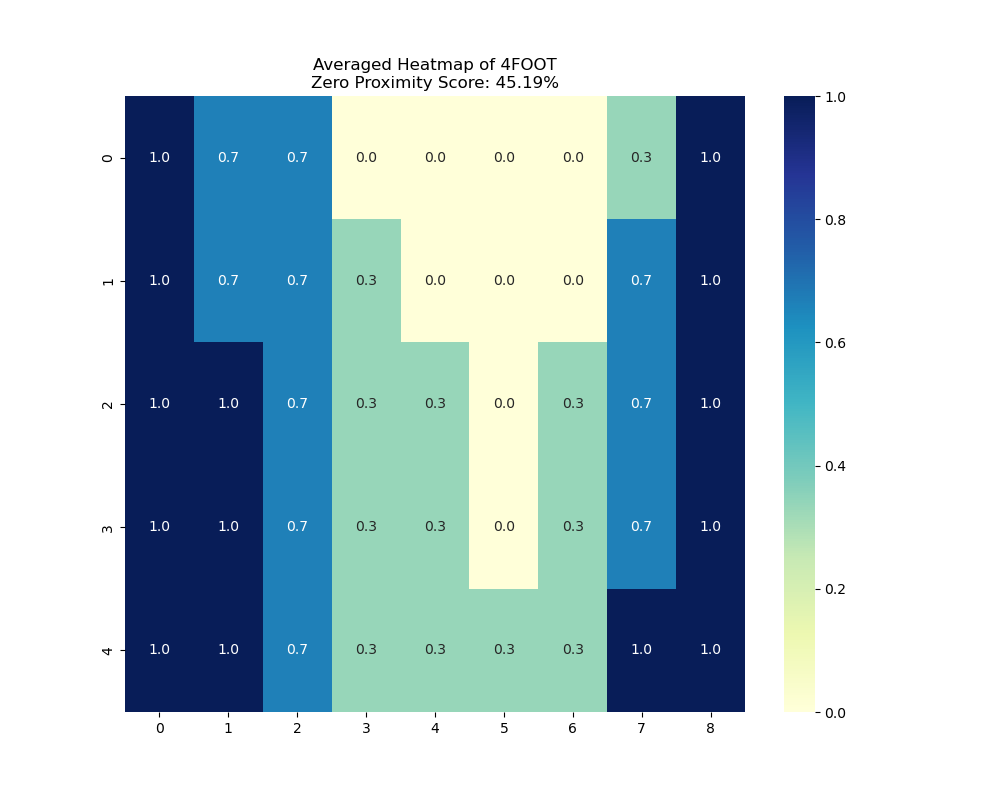 Averaged Heatmap of 4FOOT
Zero Proximity Score: 45.19%
0 1.0 0.7 0.7 0.0 0.0 0.0 0.0 0.3 1.0
1 1.0 0.7 0.7 0.3 0.0 0.0 0.0 0.7 1.0
2 1.0 1.0 0.7 0.3 0.3 0.0 0.3 0.7 1.0
3 1.0 1.0 0.7 0.3 0.3 0.0 0.3 0.7 1.0
4 1.0 1.0 0.7 0.3 0.3 0.3 0.3 1.0 1.0
0 1 2 3 4 5 6 7 8
1.0
0.8
0.6
0.4
0.2
0.0